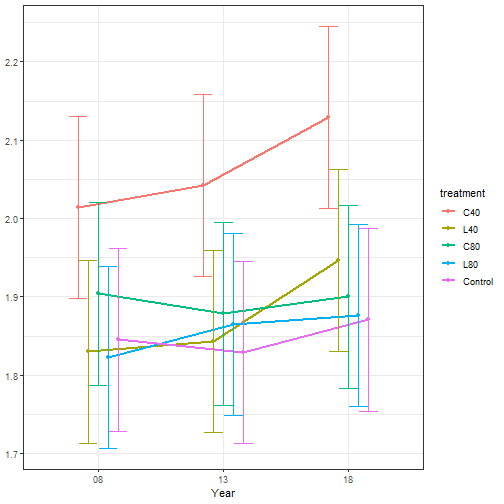 2.2
2.1
2.0
1.9
1.8
1.7
08 13 18
Year
treatment
C40
L40
C80
L80
Control